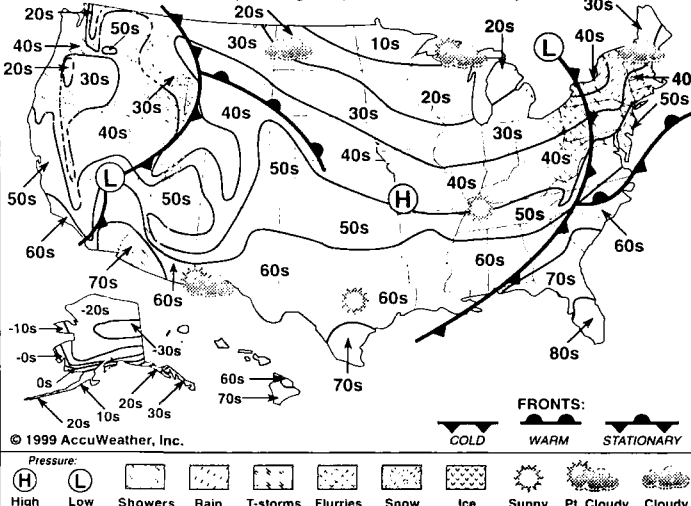 20s 20s 30s
40s 50s 30s 10s 20s 40s
20s 30s 40s
30s 40s 30s 20s 30s 50s
40s 40s 40s
50s 40s
50s 50s H 50s
L L
60s 50s 60s
70s 60s 60s 60s 70s
60s
-20s
-10s -30s
-0s 70s 80s
0s 60s
20s 10s 20s 30s 70s
FRONTS:
© 1999 AccuWeather, Inc. COLD WARM STATIONARY
Pressure:
H L
High Low Showers Rain T-storms Flurries Snow Ice Sunny Pt. Cloudy Cloudy